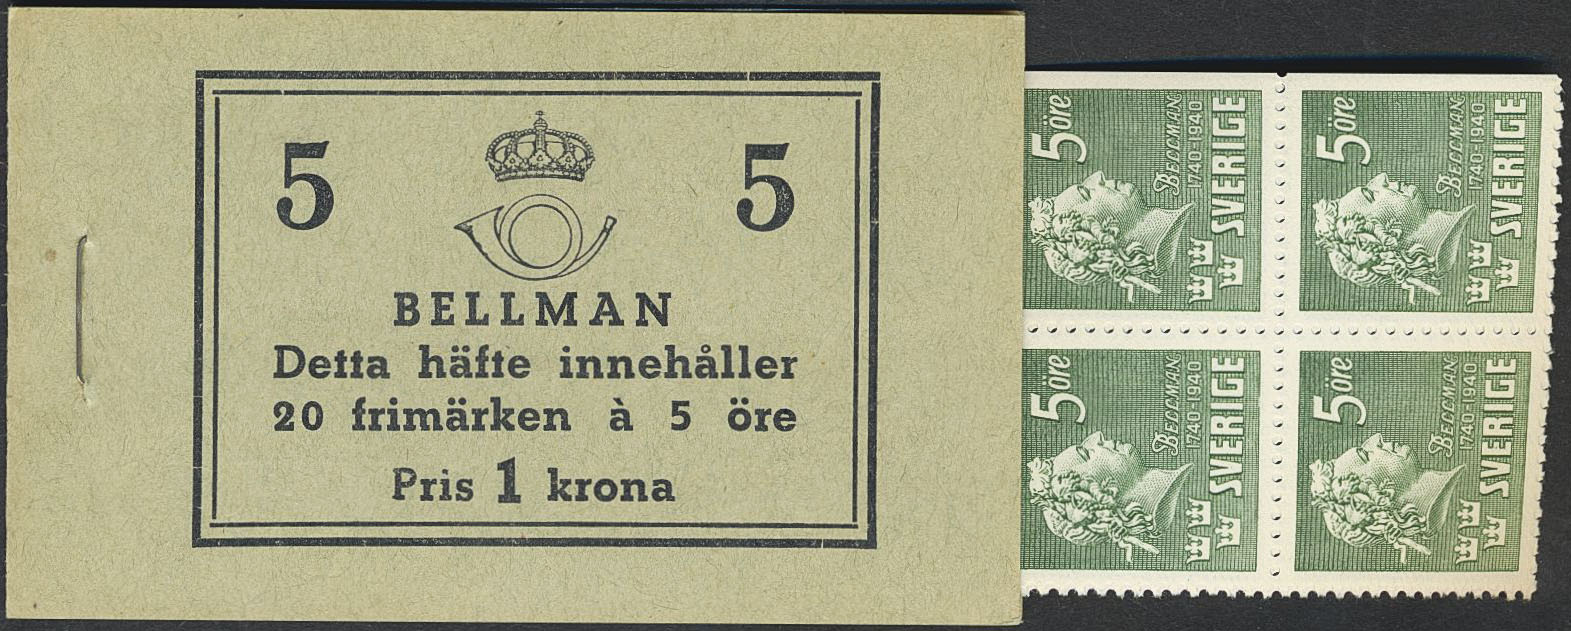 5 5
BELLMAN
Detta häfte innehåller
20 frimärken à 5 öre
Pris 1 krona
5 öre
BELLMAN
1740-1940
SVERIGE
5 öre
BELLMAN
1740-1940
SVERIGE
5 öre
BELLMAN
1740-1940
SVERIGE
5 öre
BELLMAN
1740-1940
SVERIGE